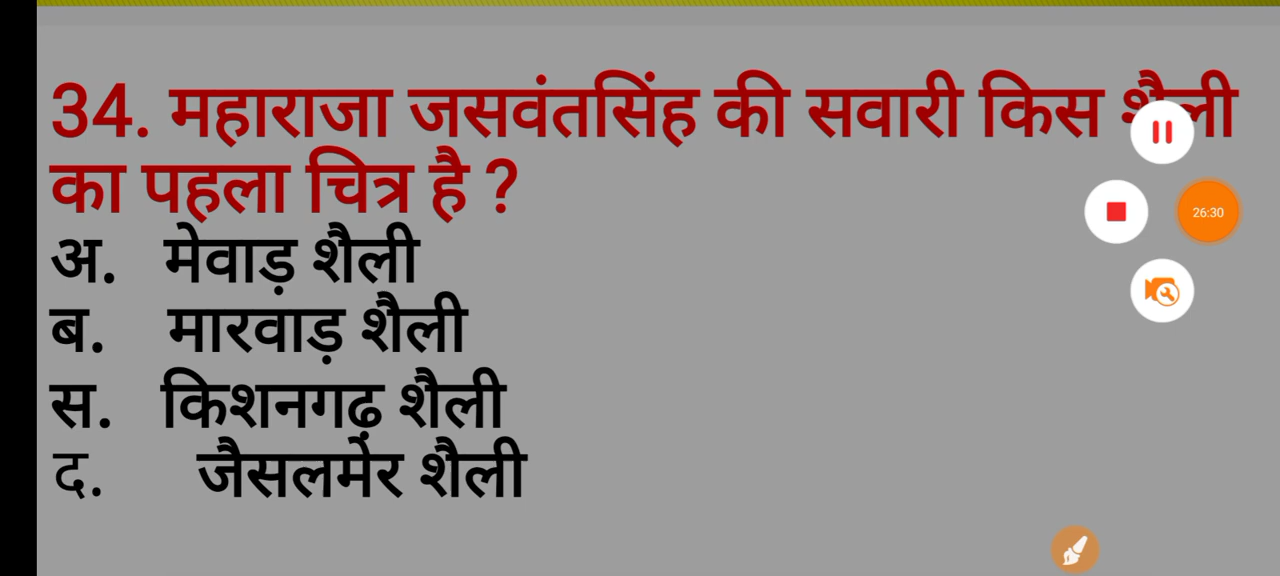 34. महाराजा जसवंतसिंह की सवारी किस शैली
का पहला चित्र है ?
अ. मेवाड़ शैली
ब. मारवाड़ शैली
स. किशनगढ़ शैली
द. जैसलमेर शैली
26:30